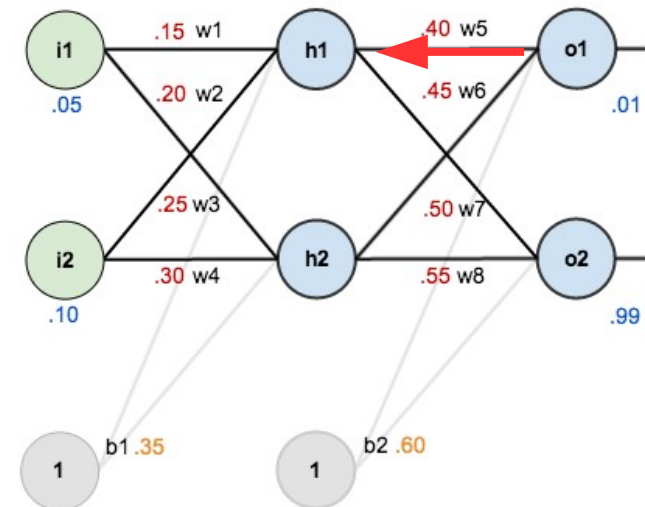 i1
.15 w1
h1
.40 w5
o1
.05
.20 w2
.45 w6
.01
.25 w3
.50 w7
i2
.30 w4
h2
.55 w8
o2
.10
.99
b1 .35
b2 .60
1
1